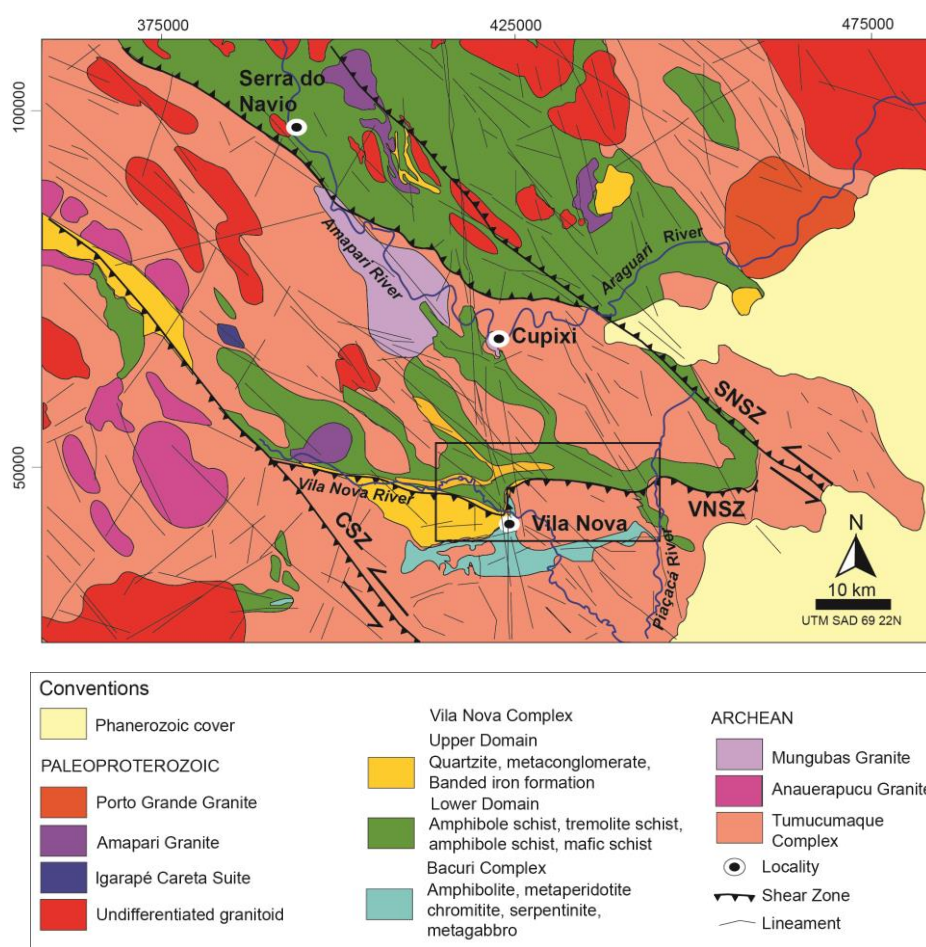 375000
425000
475000
100000
50000
Serra do
Navio
Amapari River
Araguari River
Cupixi
SNSZ
Vila Nova River
Vila Nova
VNSZ
CSZ
Piaçacá River
N
10 km
UTM SAD 69 22N
Conventions
Phanerozoic cover
PALEOPROTEROZOIC
Porto Grande Granite
Amapari Granite
Igarapé Careta Suite
Undifferentiated granitoid
Vila Nova Complex
Upper Domain
Quartzite, metaconglomerate,
Banded iron formation
Lower Domain
Amphibole schist, tremolite schist,
amphibole schist, mafic schist
Bacuri Complex
Amphibolite, metaperidotite
chromitite, serpentinite,
metagabbro
ARCHEAN
Mungubas Granite
Anauerapucu Granite
Tumucumaque
Complex
Locality
Shear Zone
Lineament